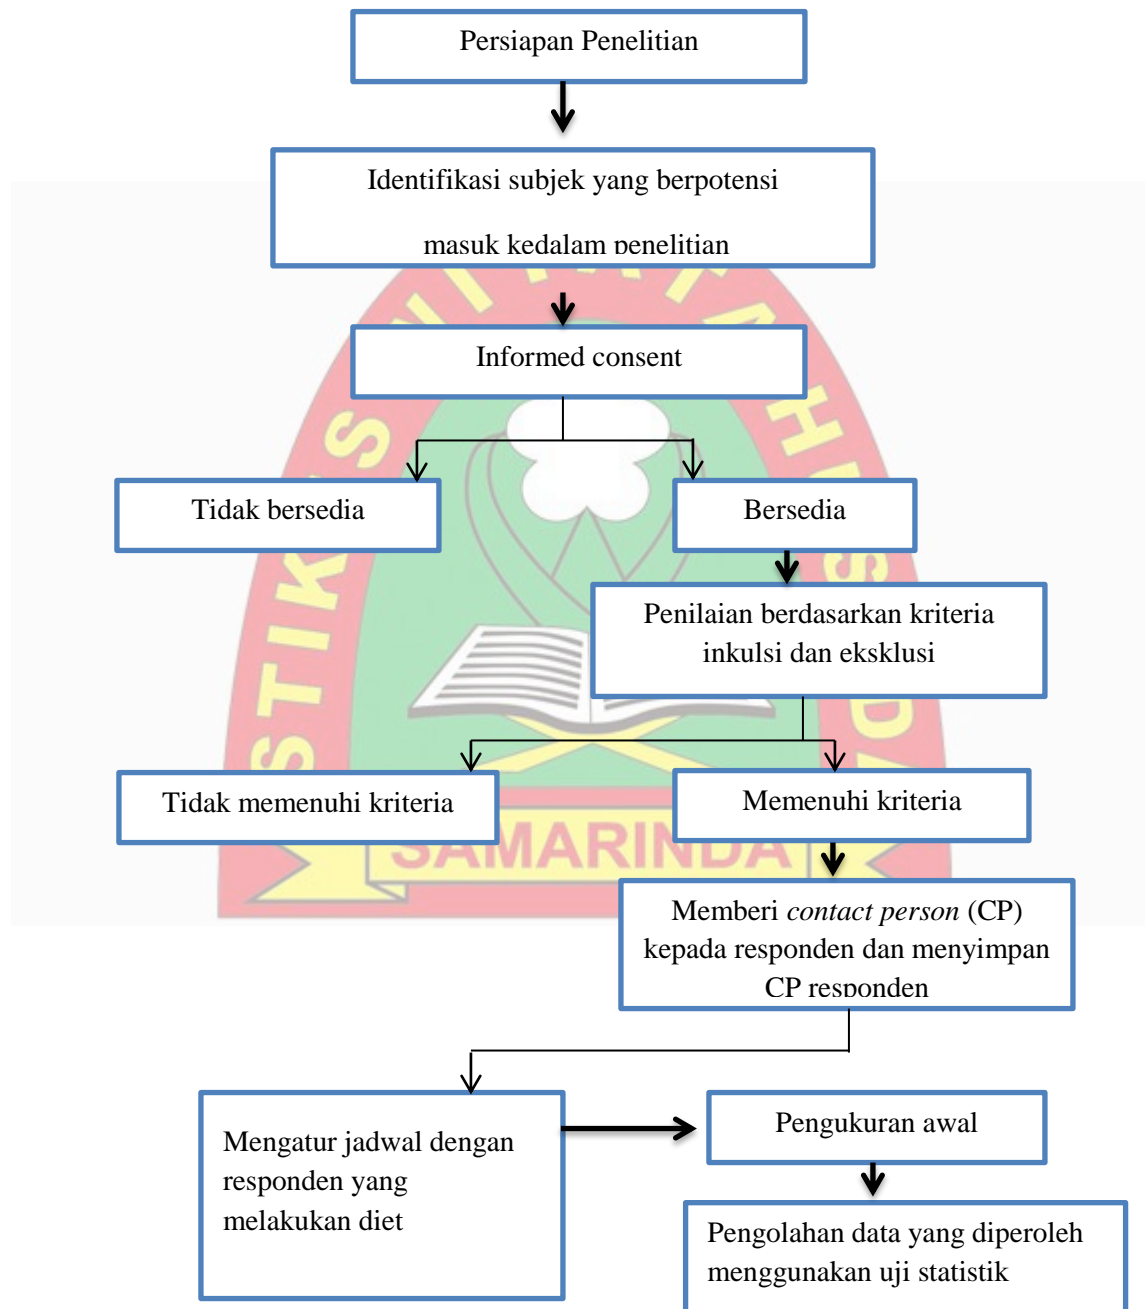 Persiapan Penelitian
Identifikasi subjek yang berpotensi
masuk kedalam penelitian
Informed consent
Tidak bersedia
Bersedia
Penilaian berdasarkan kriteria
inkulsi dan eksklusi
Tidak memenuhi kriteria
Memenuhi kriteria
SAMARINDA
Memberi contact person (CP)
kepada responden dan menyimpan
CP responden
Mengatur jadwal dengan
responden yang
melakukan diet
Pengukuran awal
Pengolahan data yang diperoleh
menggunakan uji statistik